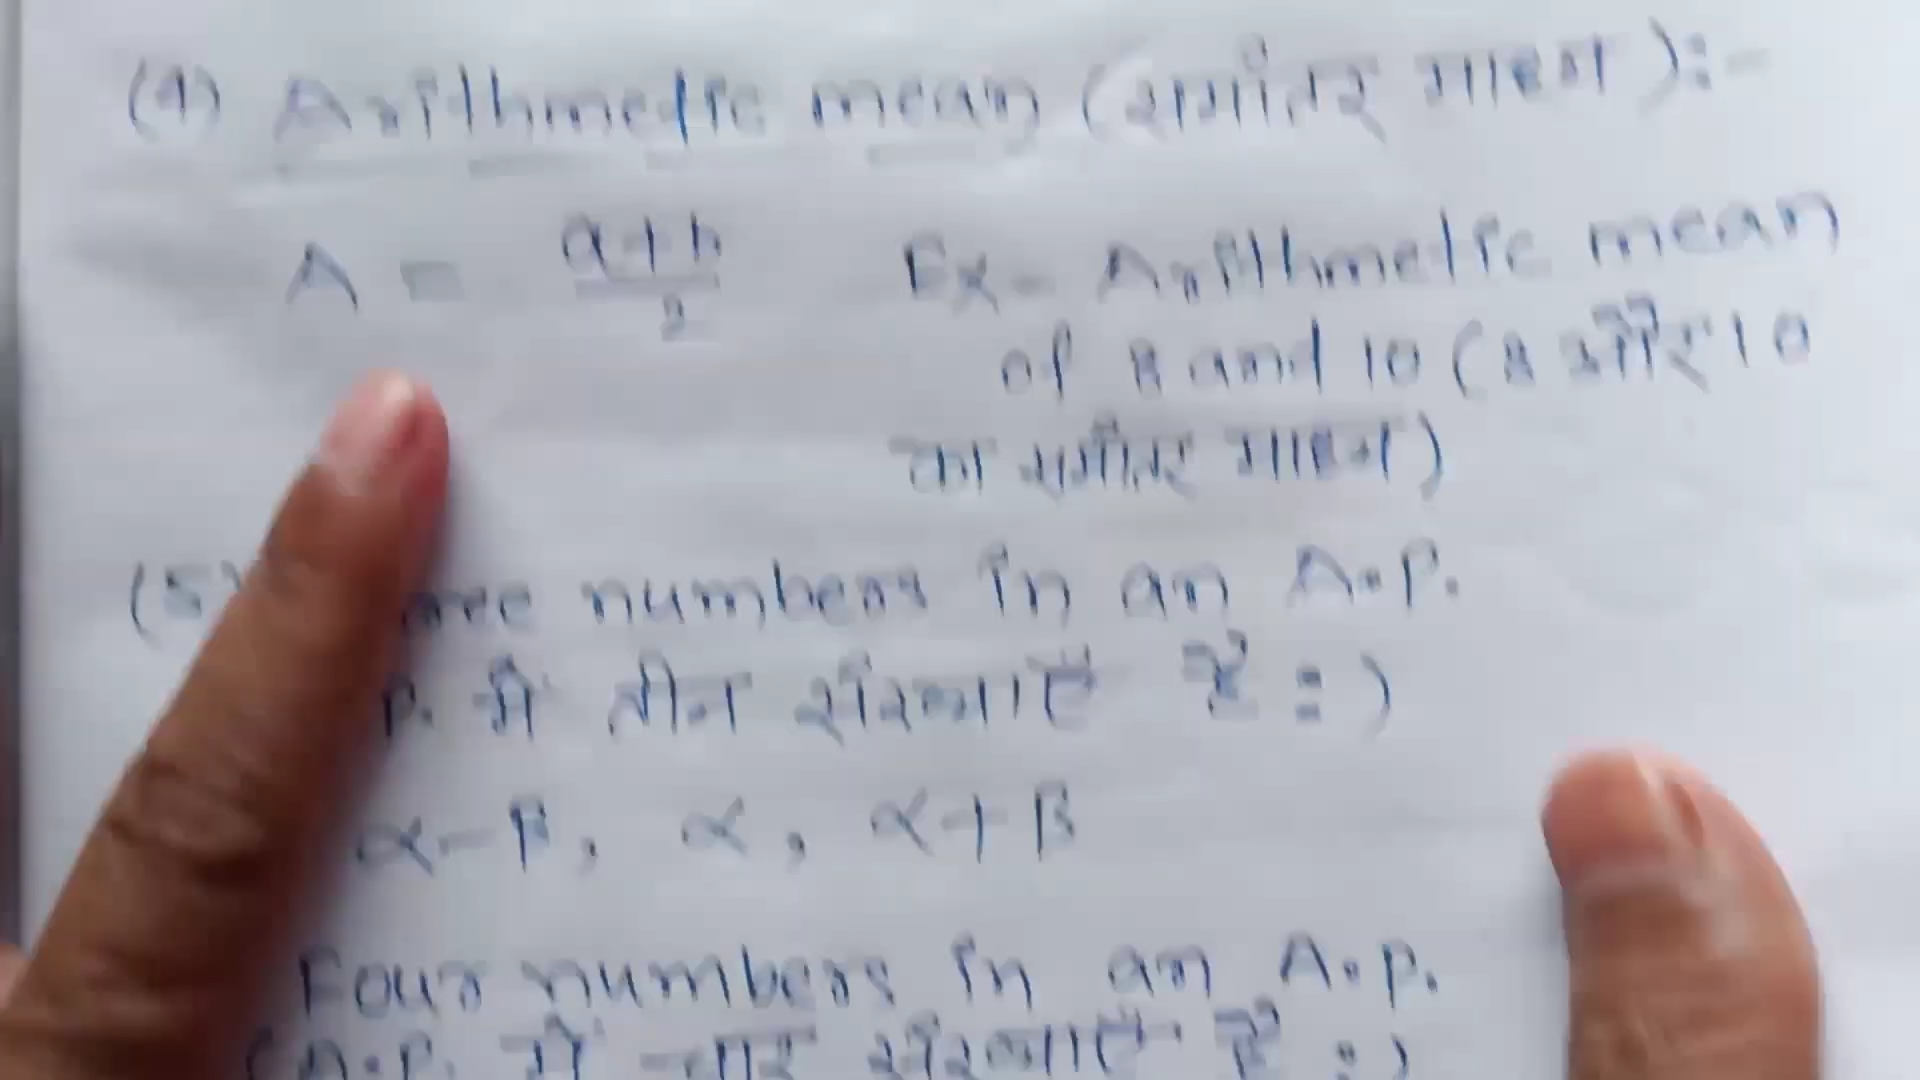 (4) Arithmetic mean (समांतर माध्य):-
A = a+b/2 Ex- Arithmetic mean
of 8 and 10 (8 और 10
का समांतर माध्य)
(5) numbers in an A.P.
P. में तीन संख्याएँ है :)
α-β, α, α+β
Four numbers in an A.P.
(A.P. में चार संख्याएँ है :)